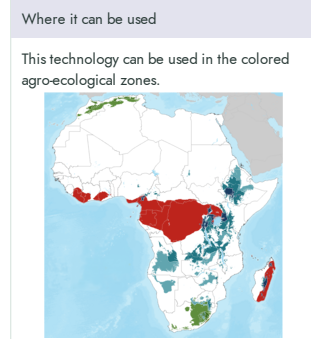 Where it can be used
This technology can be used in the colored
agro-ecological zones.